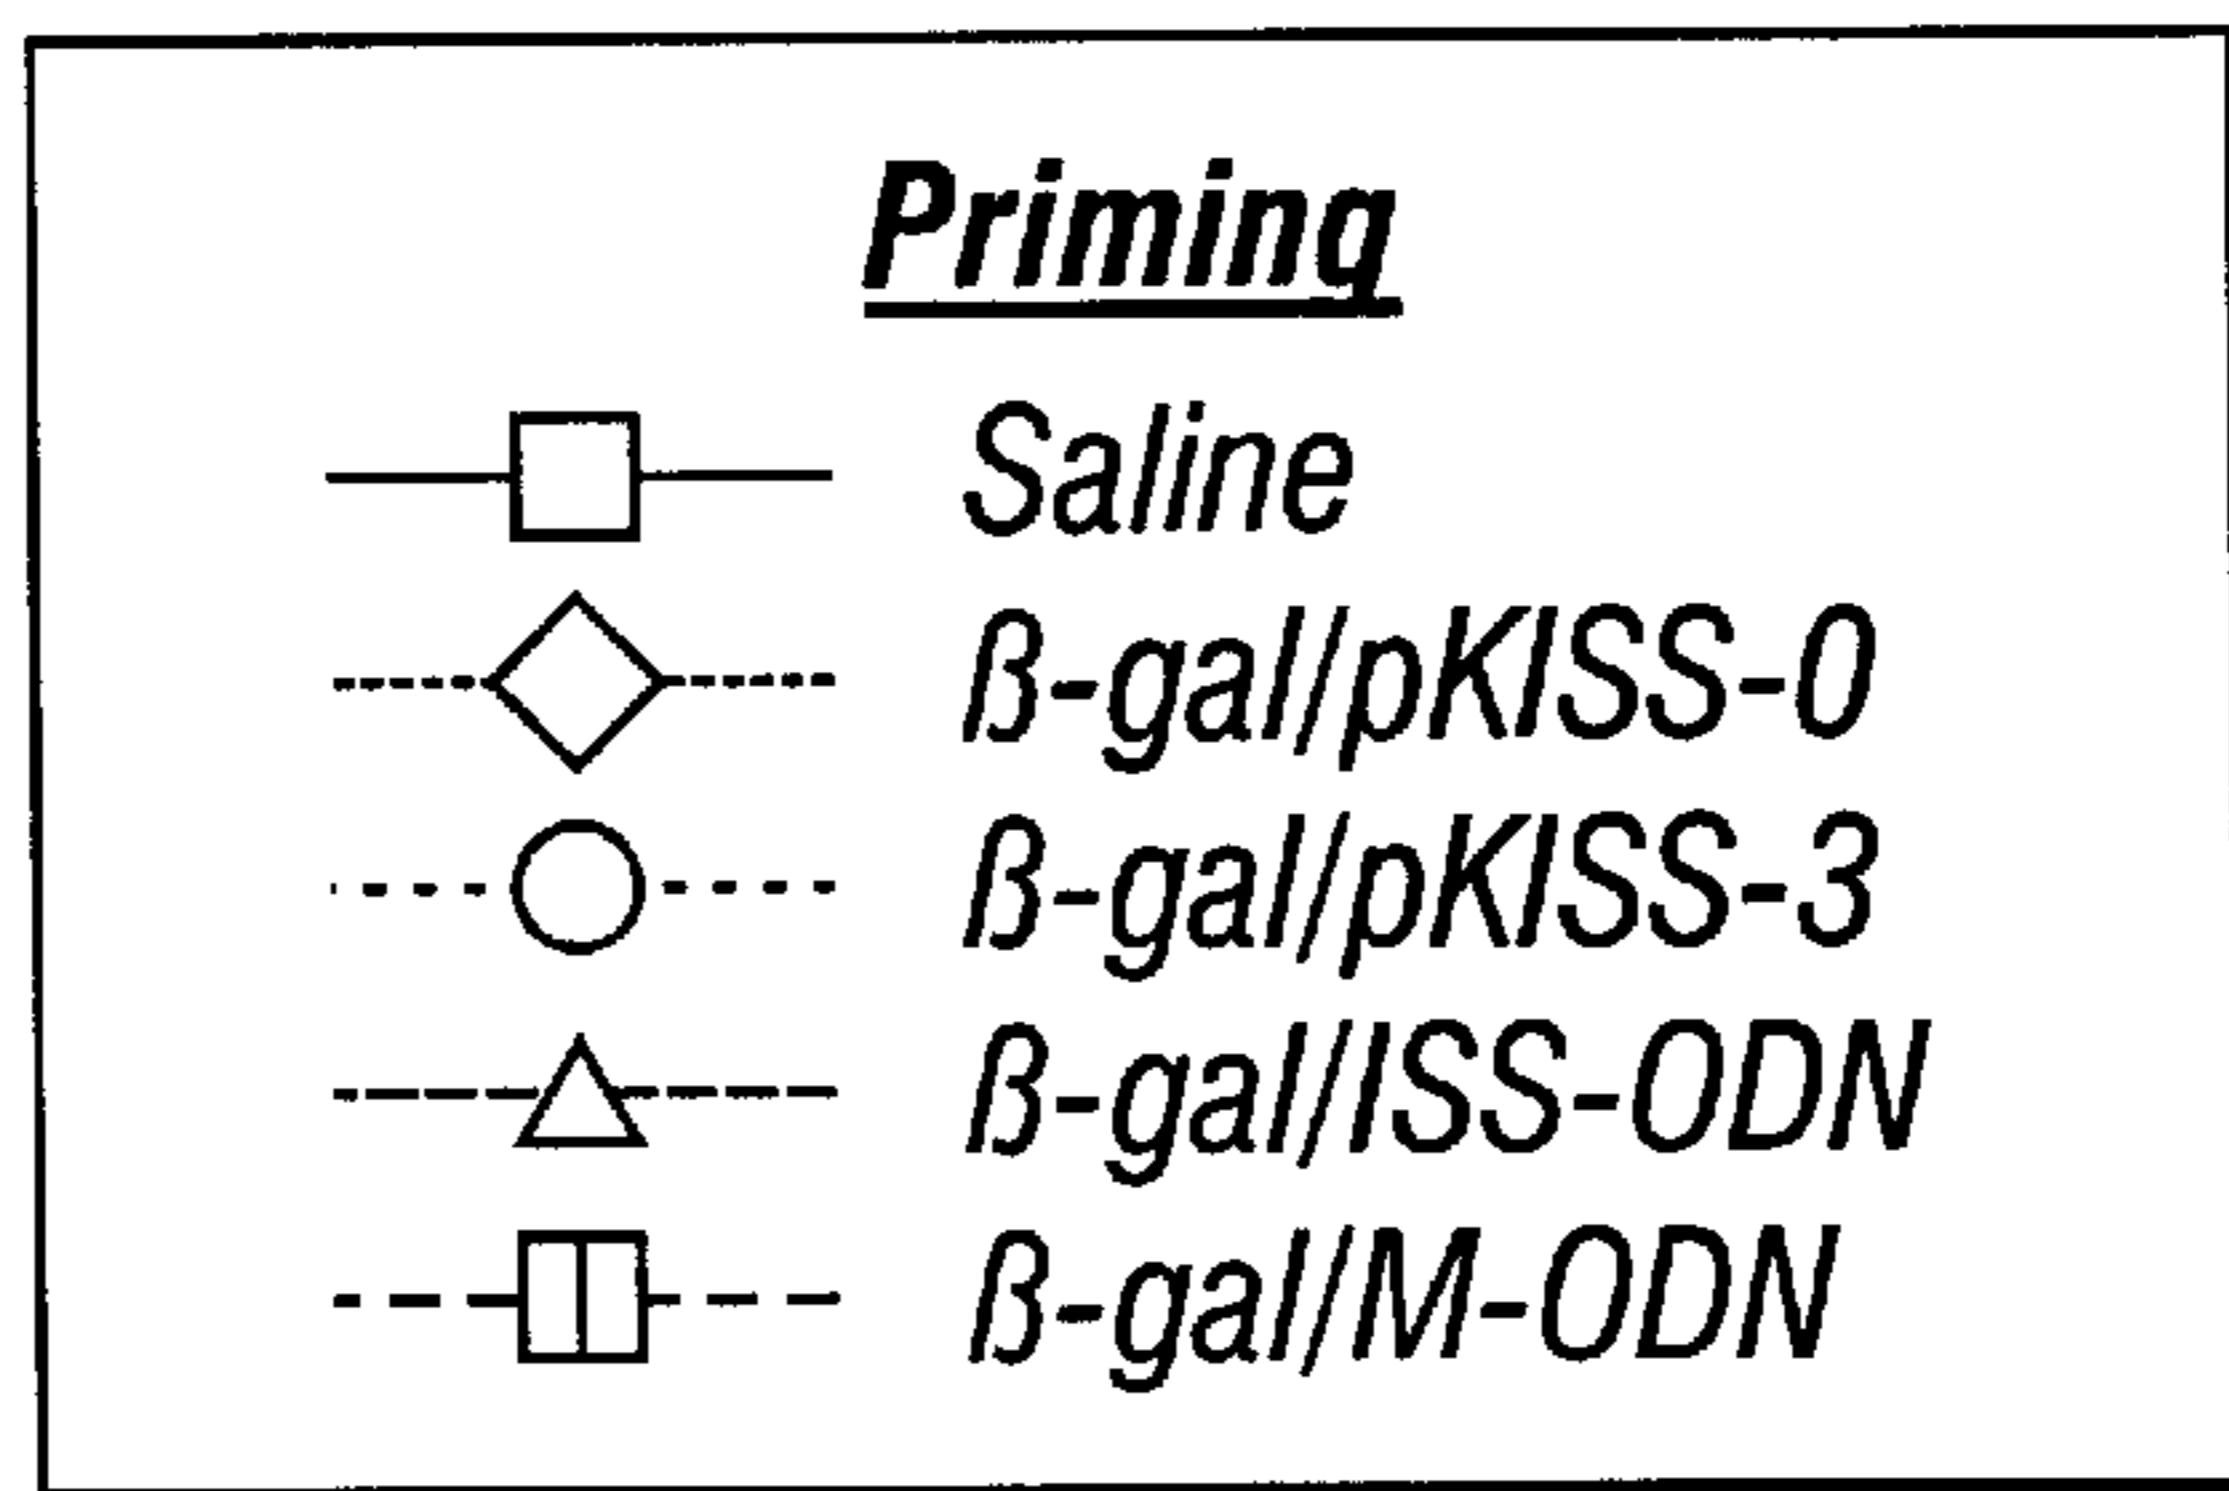 Priming
Saline
ß-gal/pKISS-0
ß-gal/pKISS-3
ß-gal/ISS-ODN
ß-gal/M-ODN